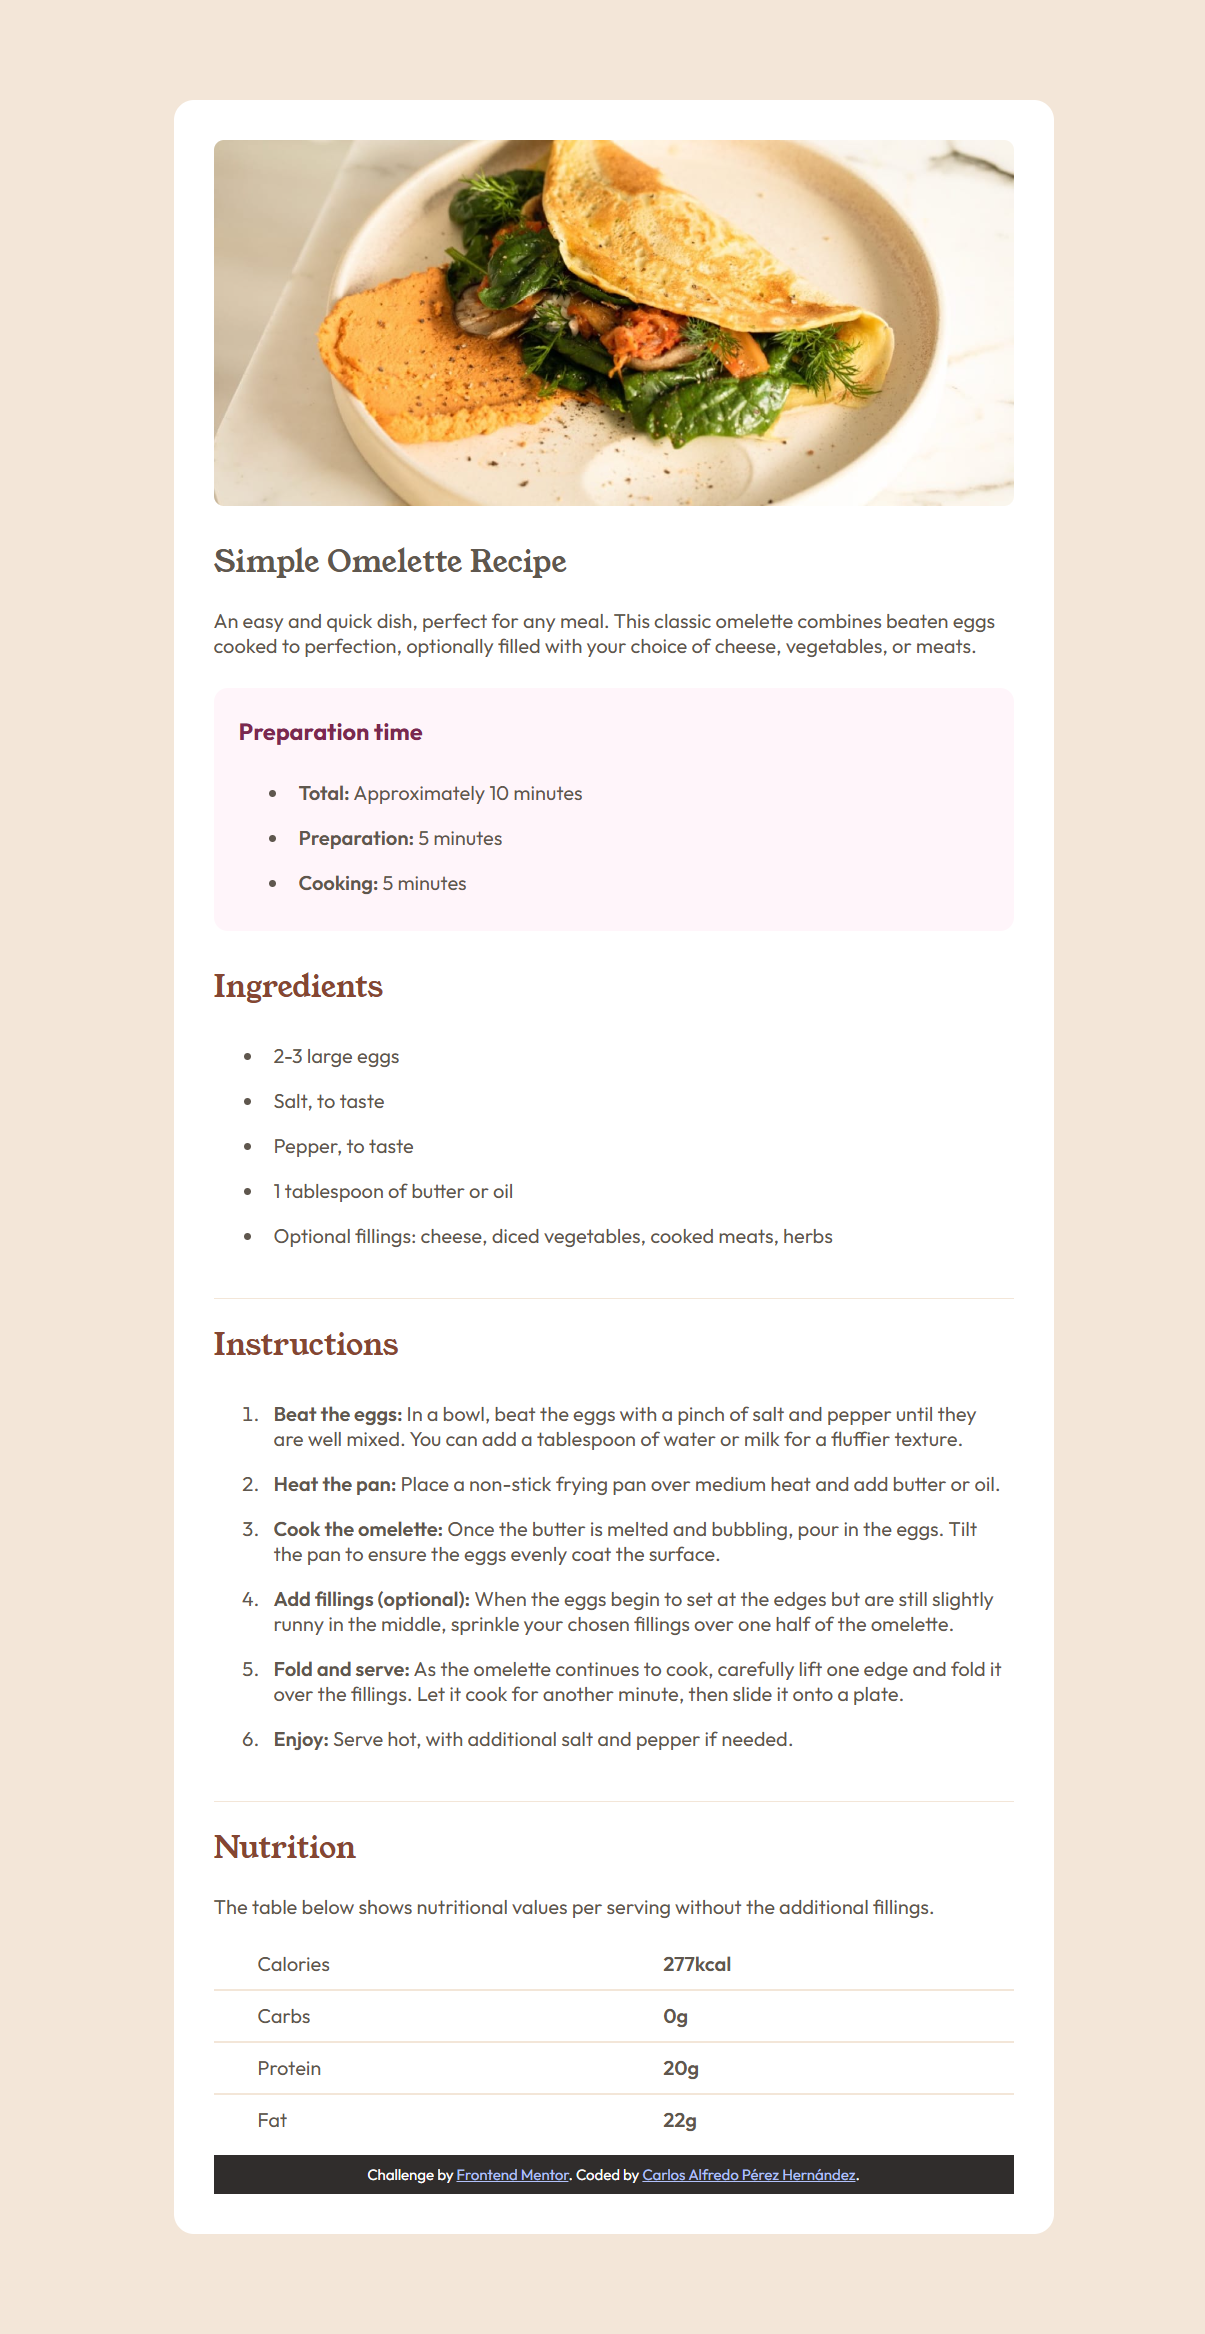 Simple Omelette Recipe
An easy and quick dish, perfect for any meal. This classic omelette combines beaten eggs
cooked to perfection, optionally filled with your choice of cheese, vegetables, or meats.
Preparation time
• Total: Approximately 10 minutes
• Preparation: 5 minutes
• Cooking: 5 minutes
Ingredients
• 2-3 large eggs
• Salt, to taste
• Pepper, to taste
• 1 tablespoon of butter or oil
• Optional fillings: cheese, diced vegetables, cooked meats, herbs
Instructions
1. Beat the eggs: In a bowl, beat the eggs with a pinch of salt and pepper until they
are well mixed. You can add a tablespoon of water or milk for a fluffier texture.
2. Heat the pan: Place a non-stick frying pan over medium heat and add butter or oil.
3. Cook the omelette: Once the butter is melted and bubbling, pour in the eggs. Tilt
the pan to ensure the eggs evenly coat the surface.
4. Add fillings (optional): When the eggs begin to set at the edges but are still slightly
runny in the middle, sprinkle your chosen fillings over one half of the omelette.
5. Fold and serve: As the omelette continues to cook, carefully lift one edge and fold it
over the fillings. Let it cook for another minute, then slide it onto a plate.
6. Enjoy: Serve hot, with additional salt and pepper if needed.
Nutrition
The table below shows nutritional values per serving without the additional fillings.
Calories 277kcal
Carbs 0g
Protein 20g
Fat 22g
Challenge by Frontend Mentor. Coded by Carlos Alfredo Pérez Hernández.